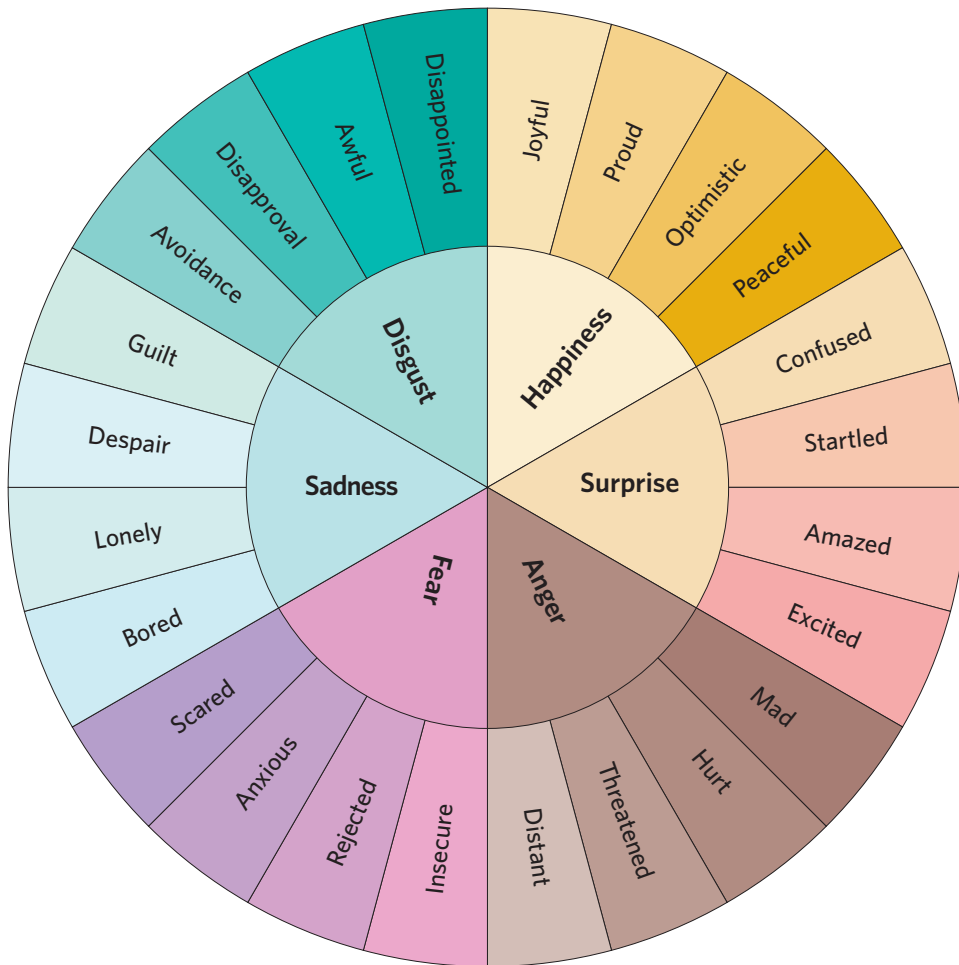 Happiness
Joyful
Proud
Optimistic
Peaceful
Surprise
Confused
Startled
Amazed
Excited
Anger
Mad
Hurt
Threatened
Distant
Fear
Insecure
Rejected
Anxious
Scared
Sadness
Bored
Lonely
Despair
Guilt
Disgust
Avoidance
Disapproval
Awful
Disappointed